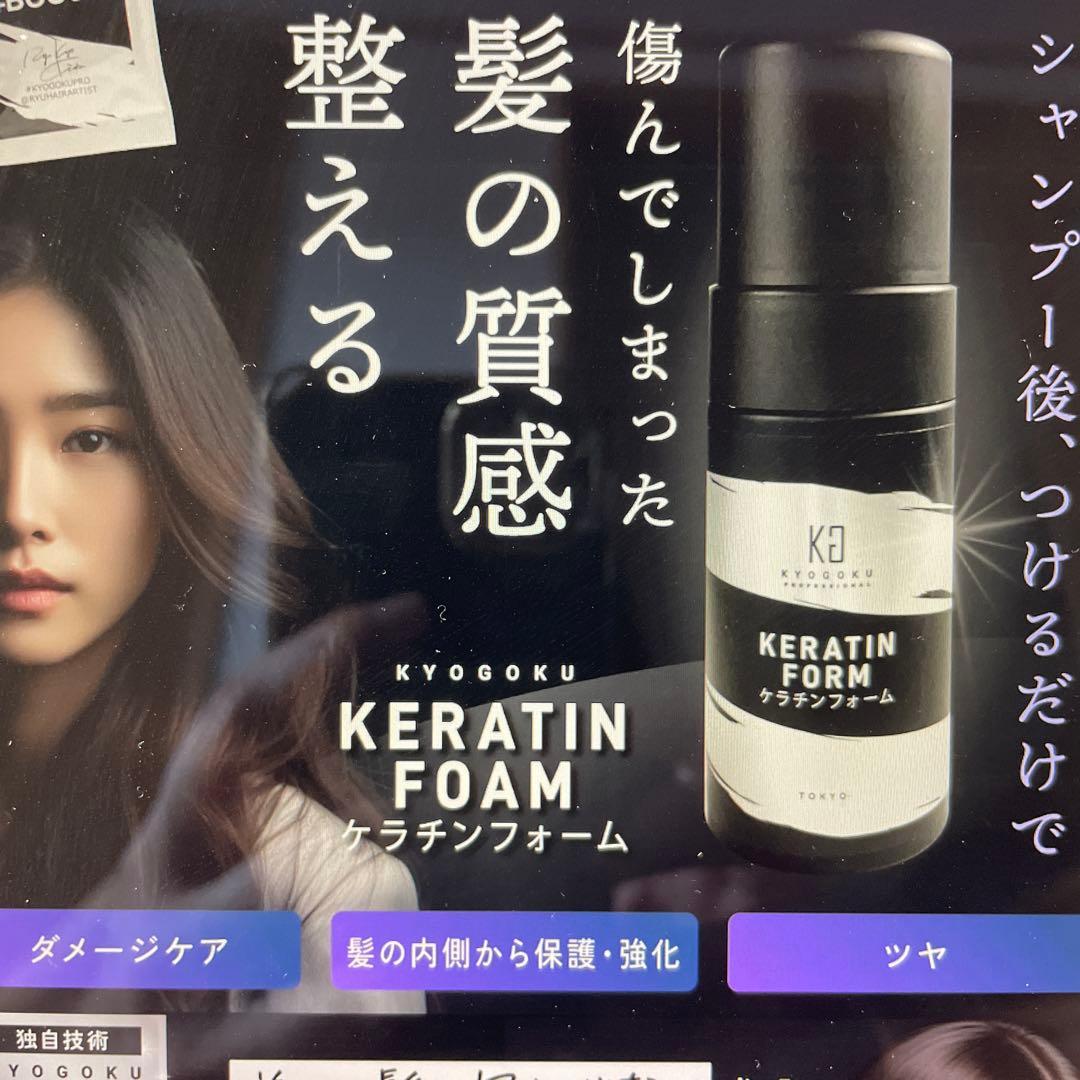 #KYOGOKUPRO
@RYUHAIRARTIST
シャンプー後、つけるだけで
傷んでしまった
髪の質感
整える
KYOGOKU
KERATIN
FOAM
ケラチンフォーム
KG
KYOGOKU
PROFESSIONAL
KERATIN
FORM
ケラチンフォーム
TOKYO
ダメージケア
髪の内側から保護・強化
ツヤ
独自技術
YOGOKU